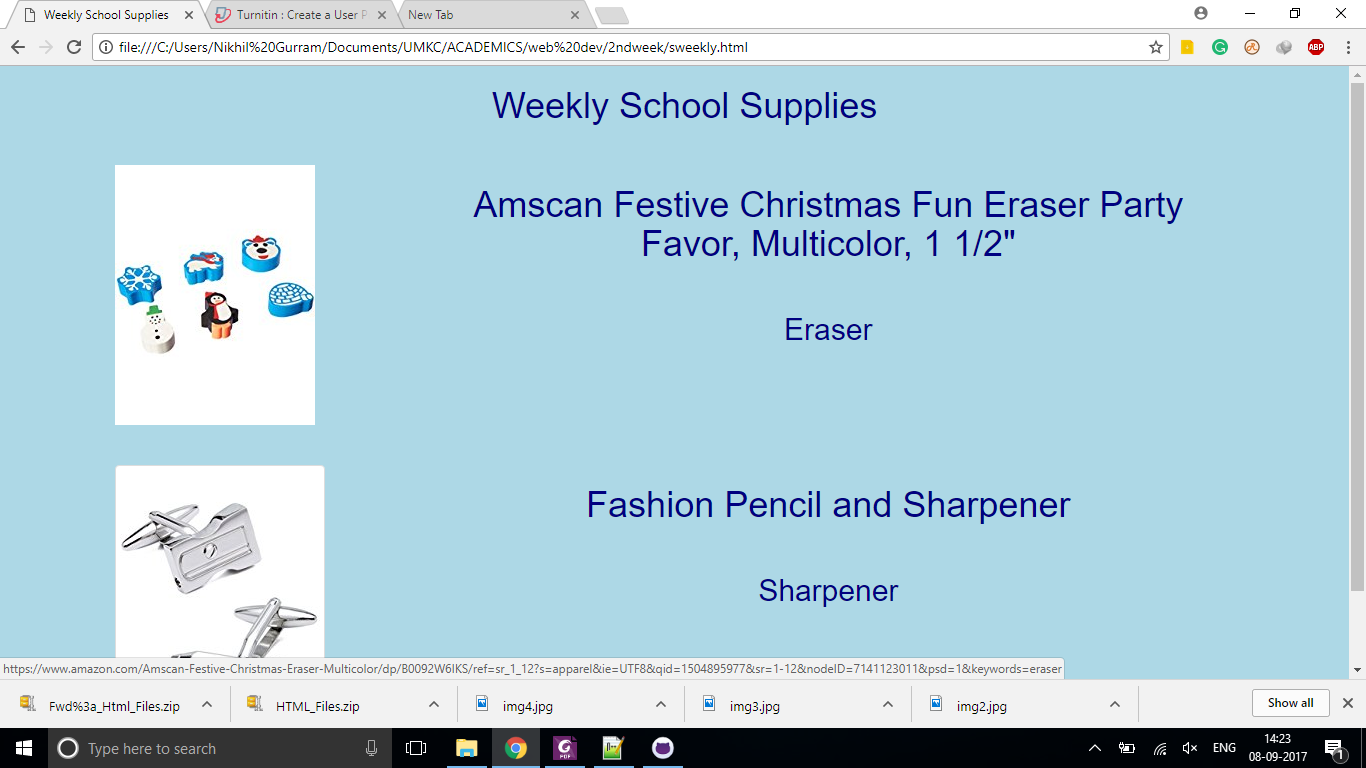 Weekly School Supplies
Turnitin : Create a User P
New Tab
file:///C:/Users/Nikhil%20Gurram/Documents/UMKC/ACADEMICS/web%20dev/2ndweek/sweekly.html
ABP
Weekly School Supplies
Amscan Festive Christmas Fun Eraser Party
Favor, Multicolor, 1 1/2"
Eraser
Fashion Pencil and Sharpener
Sharpener
https://www.amazon.com/Amscan-Festive-Christmas-Eraser-Multicolor/dp/B0092W6IKS/ref=sr_1_12?s=apparel&ie=UTF8&qid=1504895977&sr=1-12&nodeID=7141123011&psd=1&keywords=eraser
Fwd%3a_Html_Files.zip
HTML_Files.zip
img4.jpg
img3.jpg
img2.jpg
Show all
Type here to search
PDF
ENG
14:23
08-09-2017
1